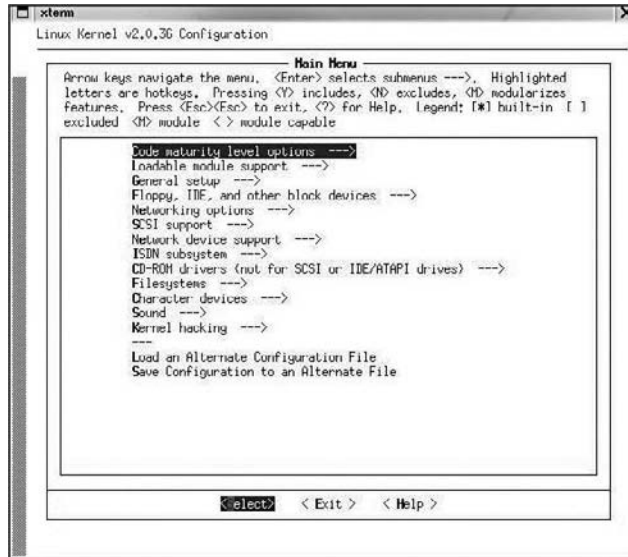 xterm
Linux Kernel v2.0.36 Configuration
Main Menu
Arrow keys navigate the menu. <Enter> selects submenus --->. Highlighted
letters are hotkeys. Pressing <Y> includes, <N> excludes, <M> modularizes
features. Press <Esc><Esc> to exit, <?> for Help. Legend: [*] built-in [ ]
excluded <M> module < > module capable
Code maturity level options --->
Loadable module support --->
General setup --->
Floppy, IDE, and other block devices --->
Networking options --->
SCSI support --->
Network device support --->
ISDN subsystem --->
CD-ROM drivers (not for SCSI or IDE/ATAPI drives) --->
Filesystems --->
Character devices --->
Sound --->
Kernel hacking --->
---
Load an Alternate Configuration File
Save Configuration to an Alternate File
<Select> < Exit > < Help >